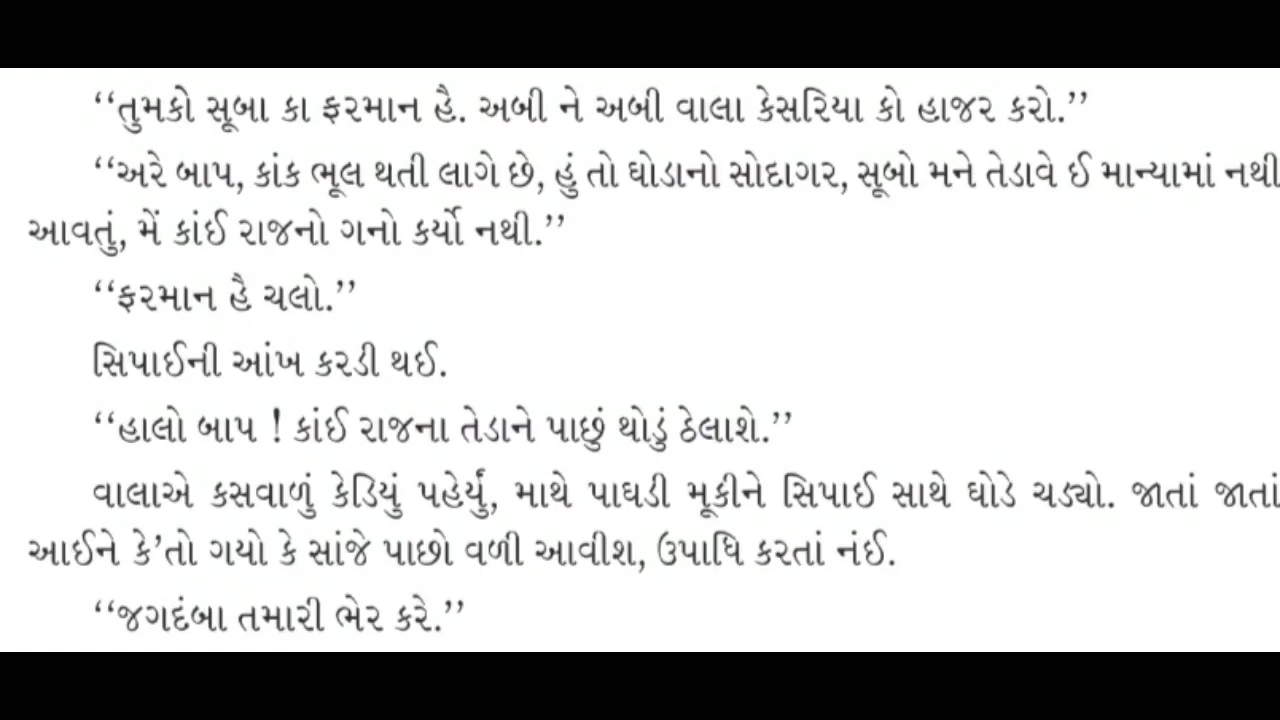 “તુમકો સૂબા કા ફરમાન હૈ. અબી ને અબી વાલા કેસરિયા કો હાજર કરો.”
“અરે બાપ, કાંક ભૂલ થતી લાગે છે, હું તો ઘોડાનો સોદાગર, સૂબો મને તેડાવે ઈ માન્યામાં નથી
આવતું, મેં કાંઈ રાજનો ગનો કર્યો નથી.”
“ફરમાન હૈ ચલો.”
સિપાઈની આંખ કરડી થઈ.
“હાલો બાપ ! કાંઈ રાજના તેડાને પાછું થોડું ઠેલાશે.”
વાલાએ કસવાળું કેડિયું પહેર્યું, માથે પાઘડી મૂકીને સિપાઈ સાથે ઘોડે ચડ્યો. જાતાં જાતાં
આઈને કે’તો ગયો કે સાંજે પાછો વળી આવીશ, ઉપાધિ કરતાં નંઈ.
“જગદંબા તમારી ભેર કરે.”